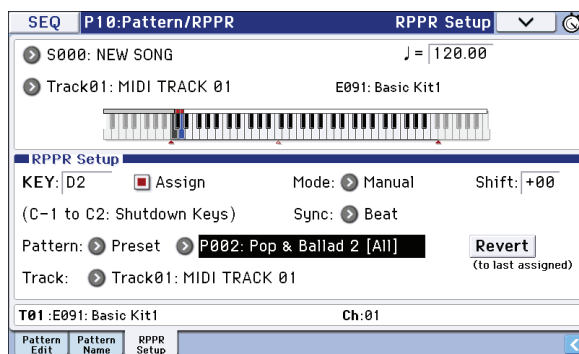 SEQ P10:Pattern/RPPR RPPR Setup
S000: NEW SONG ♩= 120.00
Track01: MIDI TRACK 01 E091: Basic Kit1
RPPR Setup
KEY: D2 Assign Mode: Manual Shift: +00
(C-1 to C2: Shutdown Keys) Sync: Beat
Pattern: Preset P002: Pop & Ballad 2 [All] Revert
(to last assigned)
Track: Track01: MIDI TRACK 01
T01 :E091: Basic Kit1 Ch:01
Pattern Edit Pattern Name RPPR Setup